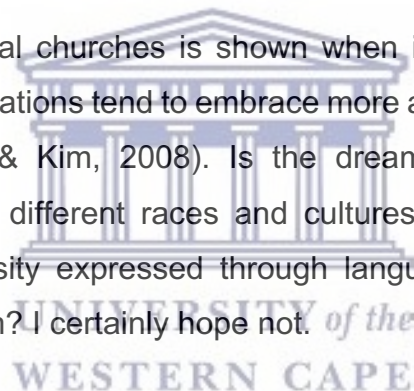 al churches is shown when i
ations tend to embrace more a
& Kim, 2008). Is the dream
different races and cultures
sity expressed through langu
n? I certainly hope not.
UNIVERSITY of the
WESTERN CAPE